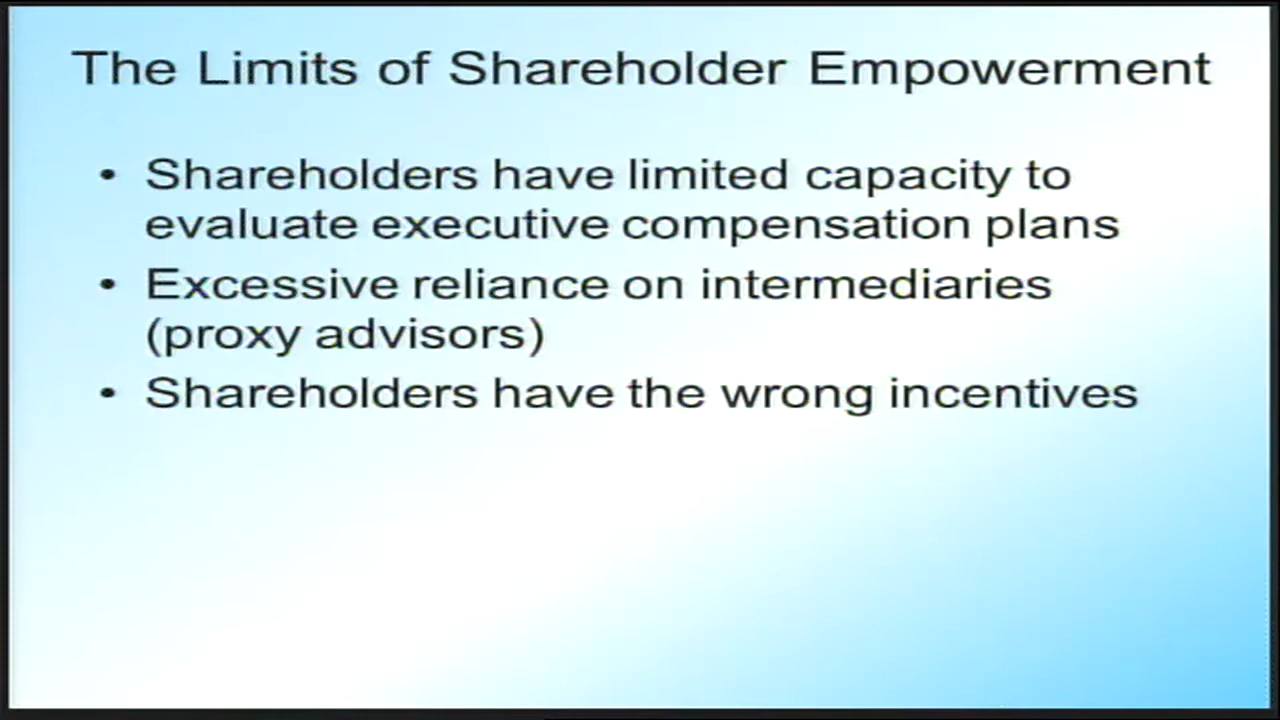 The Limits of Shareholder Empowerment
• Shareholders have limited capacity to
evaluate executive compensation plans
• Excessive reliance on intermediaries
(proxy advisors)
• Shareholders have the wrong incentives